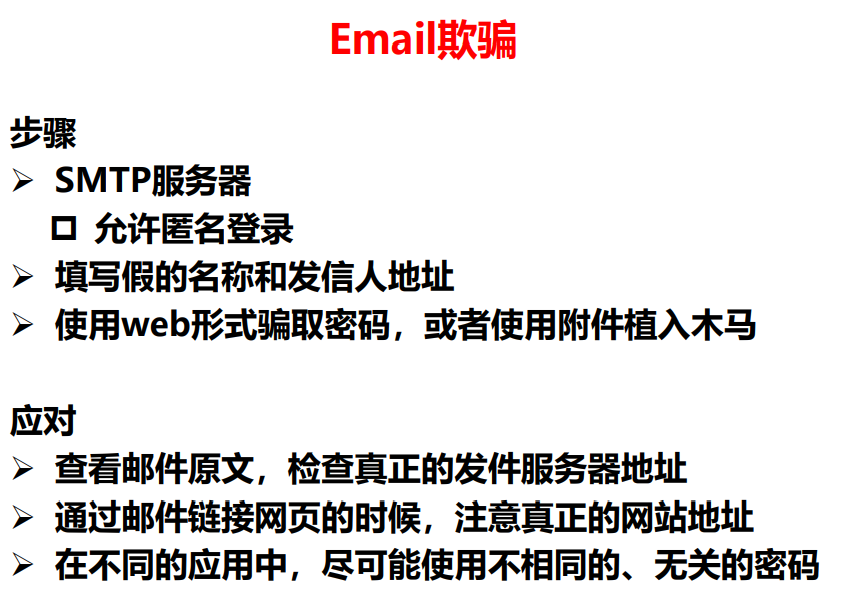 Email欺骗
步骤
➢ SMTP服务器
□ 允许匿名登录
➢ 填写假的名称和发信人地址
➢ 使用web形式骗取密码，或者使用附件植入木马
应对
➢ 查看邮件原文，检查真正的发件服务器地址
➢ 通过邮件链接网页的时候，注意真正的网站地址
➢ 在不同的应用中，尽可能使用不相同的、无关的密码